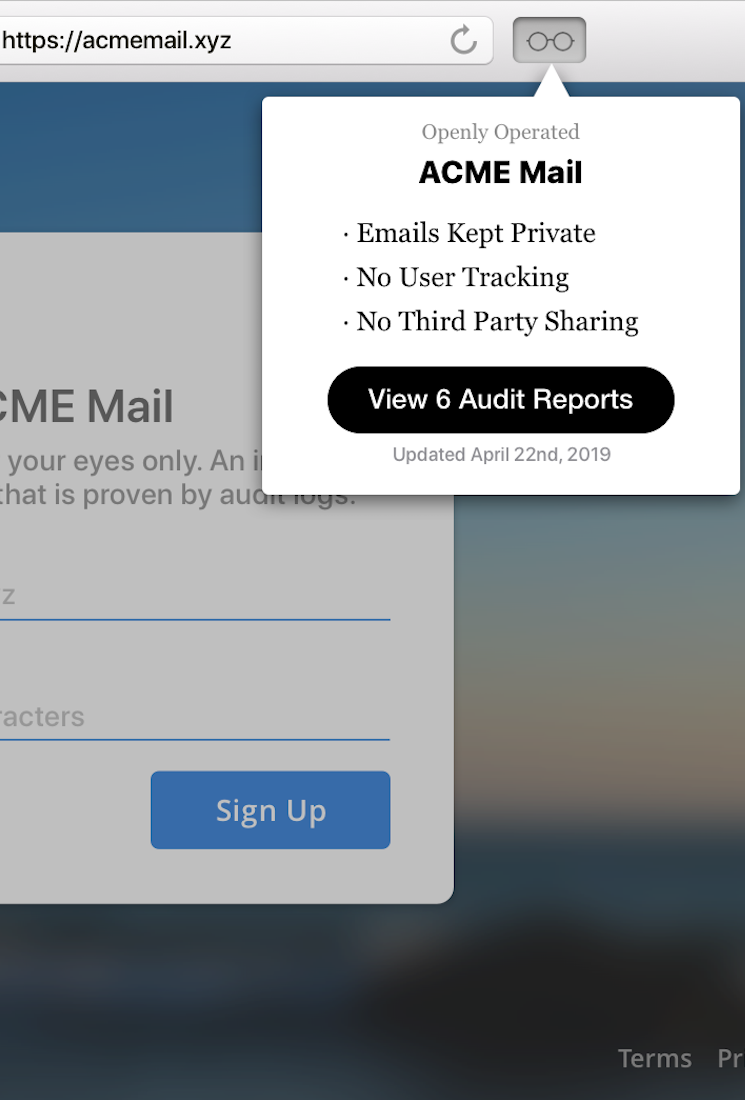 https://acmemail.xyz
Openly Operated
ACME Mail
· Emails Kept Private
· No User Tracking
· No Third Party Sharing
View 6 Audit Reports
Updated April 22nd, 2019
CME Mail
your eyes only. An i
that is proven by audit logs.
z
racters
Sign Up
Terms Pr